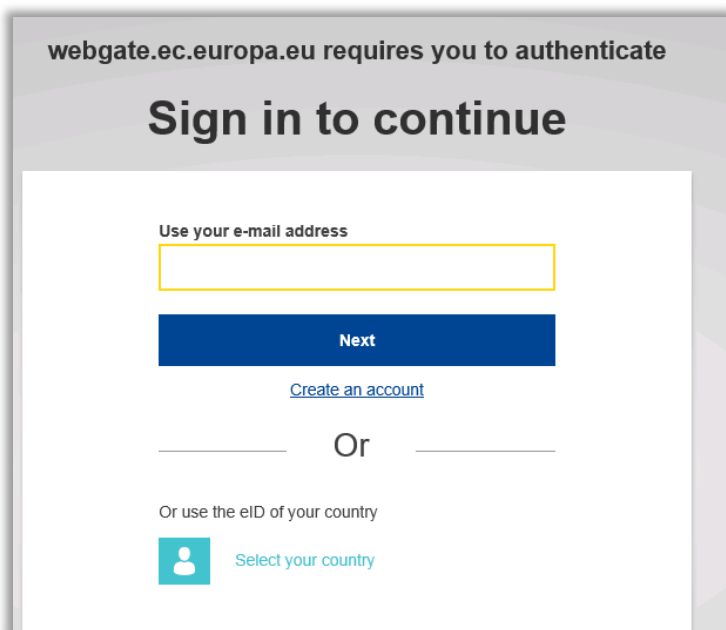 webgate.ec.europa.eu requires you to authenticate
Sign in to continue
Use your e-mail address
Next
Create an account
Or
Or use the eID of your country
Select your country